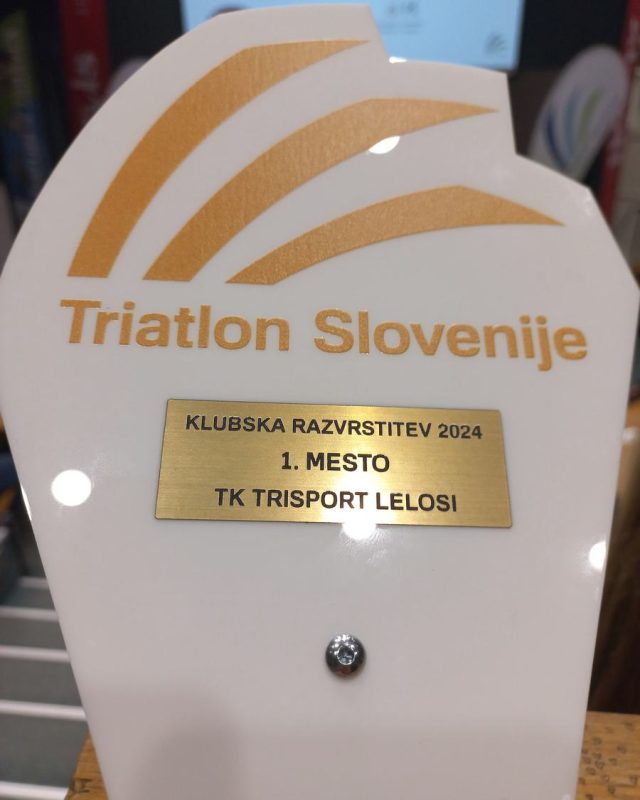 Triatlon Slovenije
KLUBSKA RAZVRSTITEV 2024
1. MESTO
TK TRISPORT LELOSI